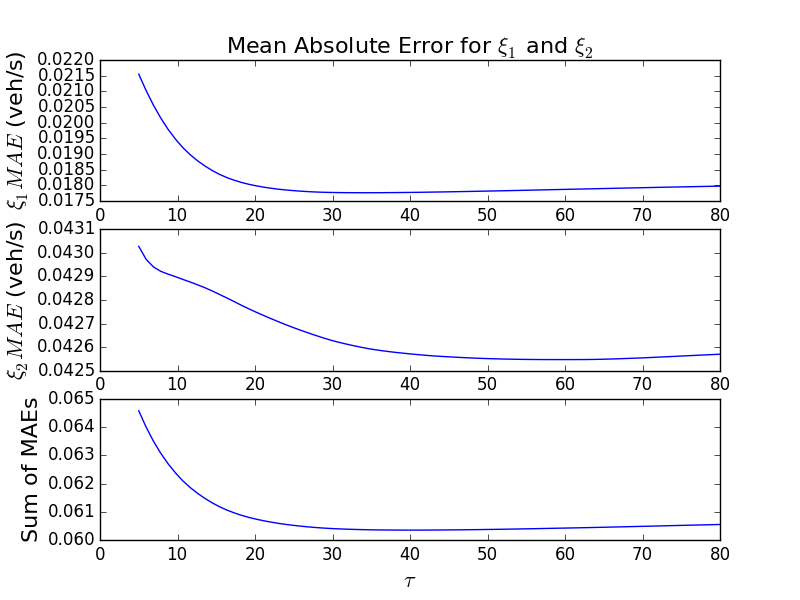 Mean Absolute Error for ξ₁ and ξ₂
ξ₁ MAE (veh/s)
0.0220
0.0215
0.0210
0.0205
0.0200
0.0195
0.0190
0.0185
0.0180
0.0175
0 10 20 30 40 50 60 70 80
ξ₂ MAE (veh/s)
0.0431
0.0430
0.0429
0.0428
0.0427
0.0426
0.0425
0 10 20 30 40 50 60 70 80
Sum of MAEs
0.065
0.064
0.063
0.062
0.061
0.060
0 10 20 30 40 50 60 70 80
τ